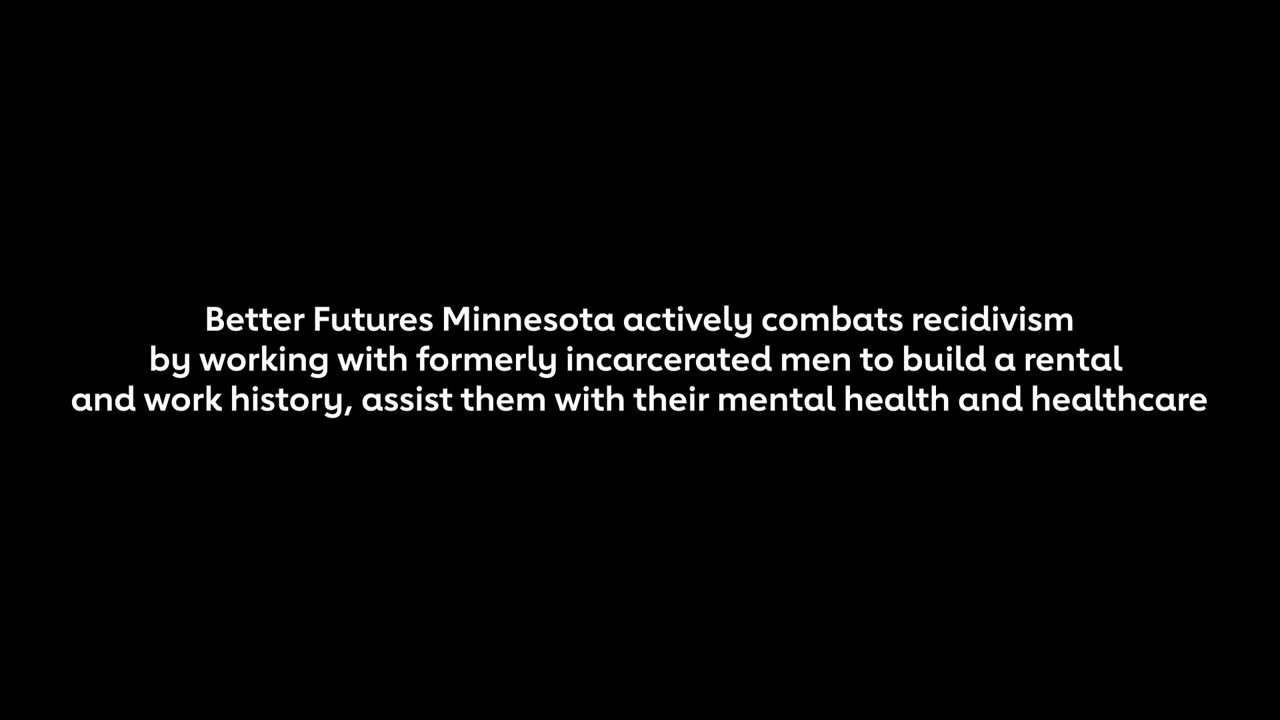 Better Futures Minnesota actively combats recidivism
by working with formerly incarcerated men to build a rental
and work history, assist them with their mental health and healthcare